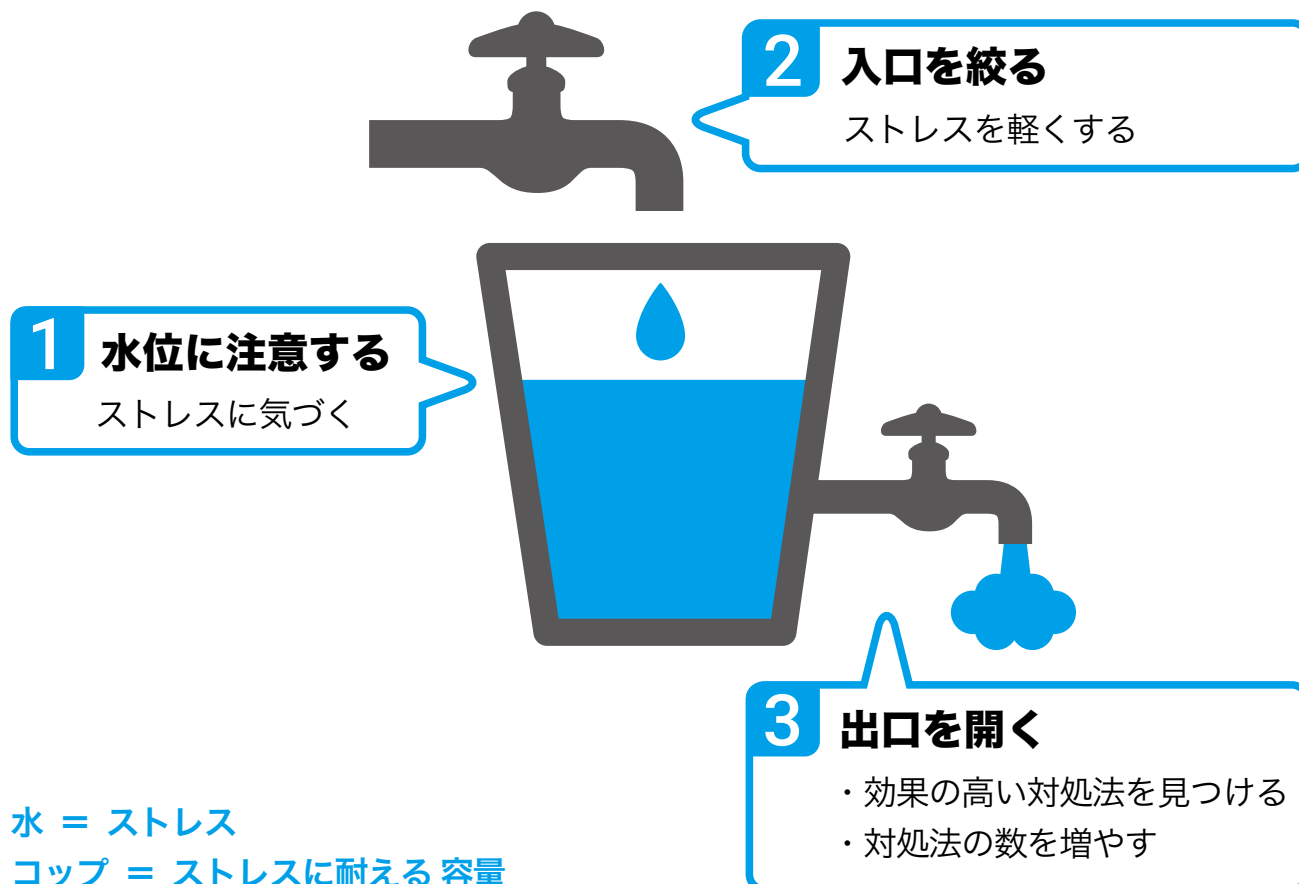 2 入口を絞る
ストレスを軽くする
1 水位に注意する
ストレスに気づく
3 出口を開く
・効果の高い対処法を見つける
・対処法の数を増やす
水 ＝ ストレス
コップ ＝ ストレスに耐える 容量